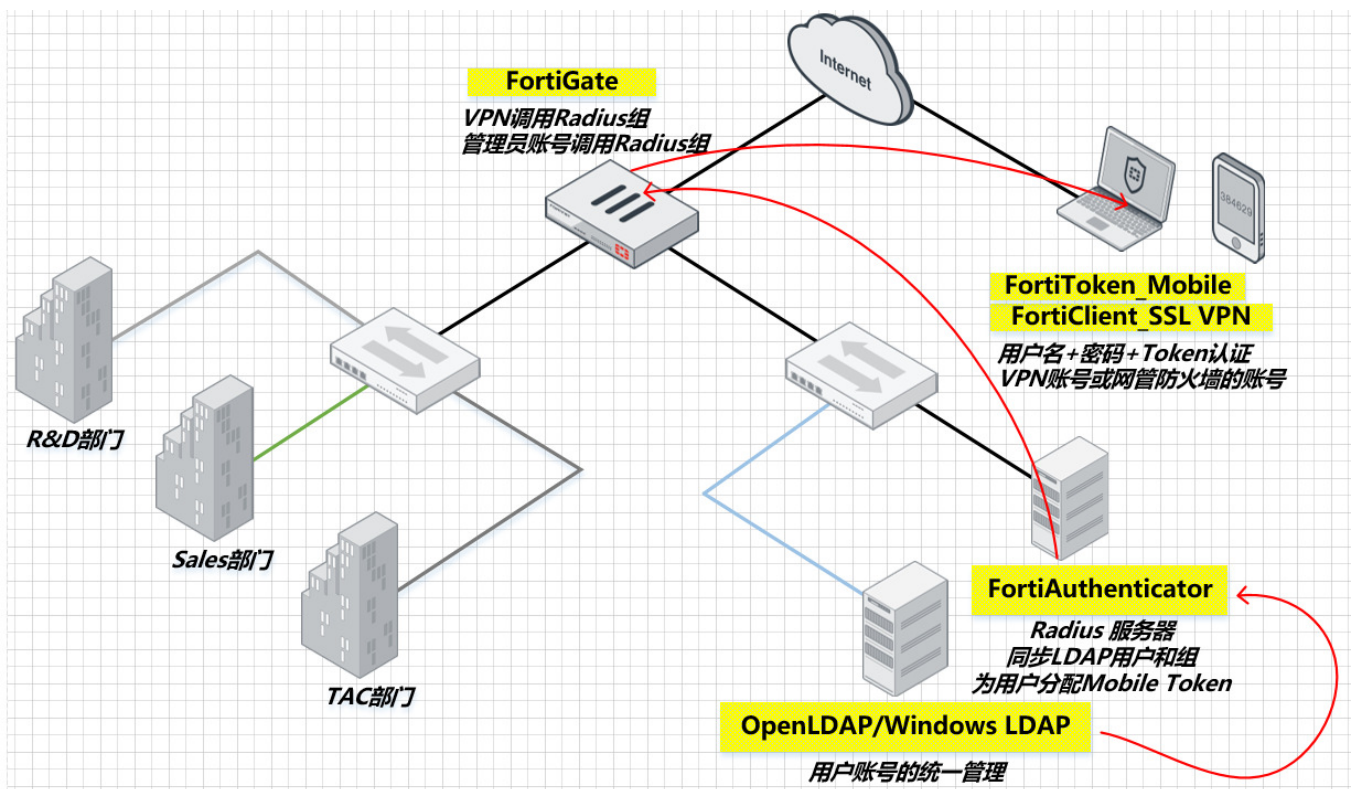 Internet
FortiGate
VPN调用Radius组
管理员账号调用Radius组
384629
FortiToken_Mobile
FortiClient_SSL VPN
用户名+密码+Token认证
VPN账号或网管防火墙的账号
R&D部门
Sales部门
TAC部门
FortiAuthenticator
Radius 服务器
同步LDAP用户和组
为用户分配Mobile Token
OpenLDAP/Windows LDAP
用户账号的统一管理